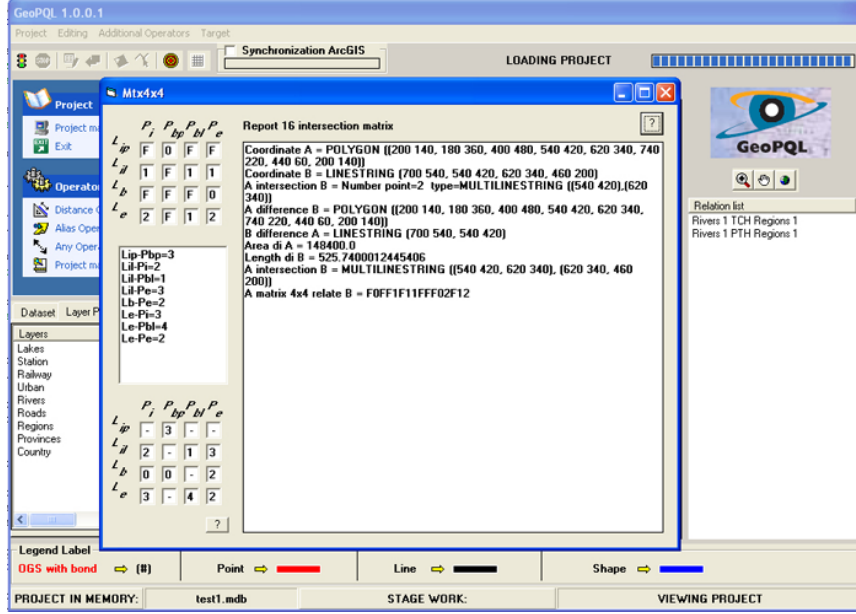 GeoPQL 1.0.0.1
Project Editing Additional Operators Target
Synchronization ArcGIS
LOADING PROJECT
Project
Project ma
Exit
Operato
Distance O
Alias Oper
Any Opera
Project ma
Dataset Layer P
Layers
Lakes
Station
Railway
Urban
Rivers
Roads
Regions
Provinces
Country
Mtx4x4
Pi Pbp Pbl Pe
Lip F 0 F F
Lil 1 F 1 1
Lb F F F 0
Le 2 F 1 2
Lip-Pbp=3
Lil-Pi=2
Lil-Pbl=1
Lil-Pe=3
Lb-Pe=2
Le-Pi=3
Le-Pbl=4
Le-Pe=2
Pi Pbp Pbl Pe
Lip - 3 - -
Lil 2 - 1 3
Lb 0 0 - 2
Le 3 - 4 2
?
Report 16 intersection matrix
?
Coordinate A = POLYGON ((200 140, 180 360, 400 480, 540 420, 620 340, 740
220, 440 60, 200 140))
Coordinate B = LINESTRING (700 540, 540 420, 620 340, 460 200)
A intersection B = Number point=2 type=MULTILINESTRING ((540 420),(620
340))
A difference B = POLYGON ((200 140, 180 360, 400 480, 540 420, 620 340,
740 220, 440 60, 200 140))
B difference A = LINESTRING (700 540, 540 420)
Area di A = 148400.0
Length di B = 525.7400012445406
A intersection B = MULTILINESTRING ((540 420, 620 340), (620 340, 460
200))
A matrix 4x4 relate B = F0FF1F11FFF02F12
GeoPQL
Relation list
Rivers 1 TCH Regions 1
Rivers 1 PTH Regions 1
Legend Label
OGS with bond (#)
Point
Line
Shape
PROJECT IN MEMORY: test1.mdb STAGE WORK: VIEWING PROJECT